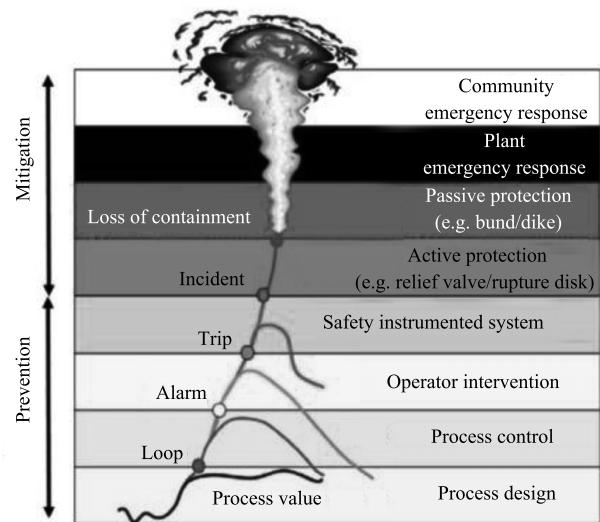 Community
emergency response
Plant
emergency response
Passive protection
(e.g. bund/dike)
Loss of containment
Active protection
(e.g. relief valve/rupture disk)
Incident
Safety instrumented system
Trip
Operator intervention
Alarm
Process control
Loop
Process design
Process value
Mitigation
Prevention